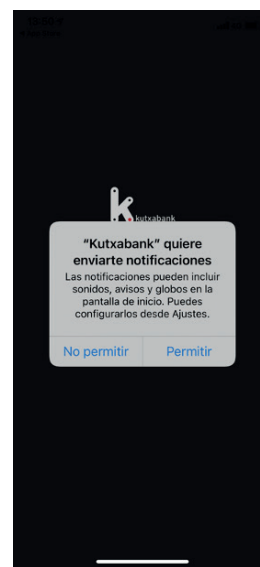 k.
kutxabank
“Kutxabank” quiere
enviarte notificaciones
Las notificaciones pueden incluir
sonidos, avisos y globos en la
pantalla de inicio. Puedes
configurarlos desde Ajustes.
No permitir Permitir